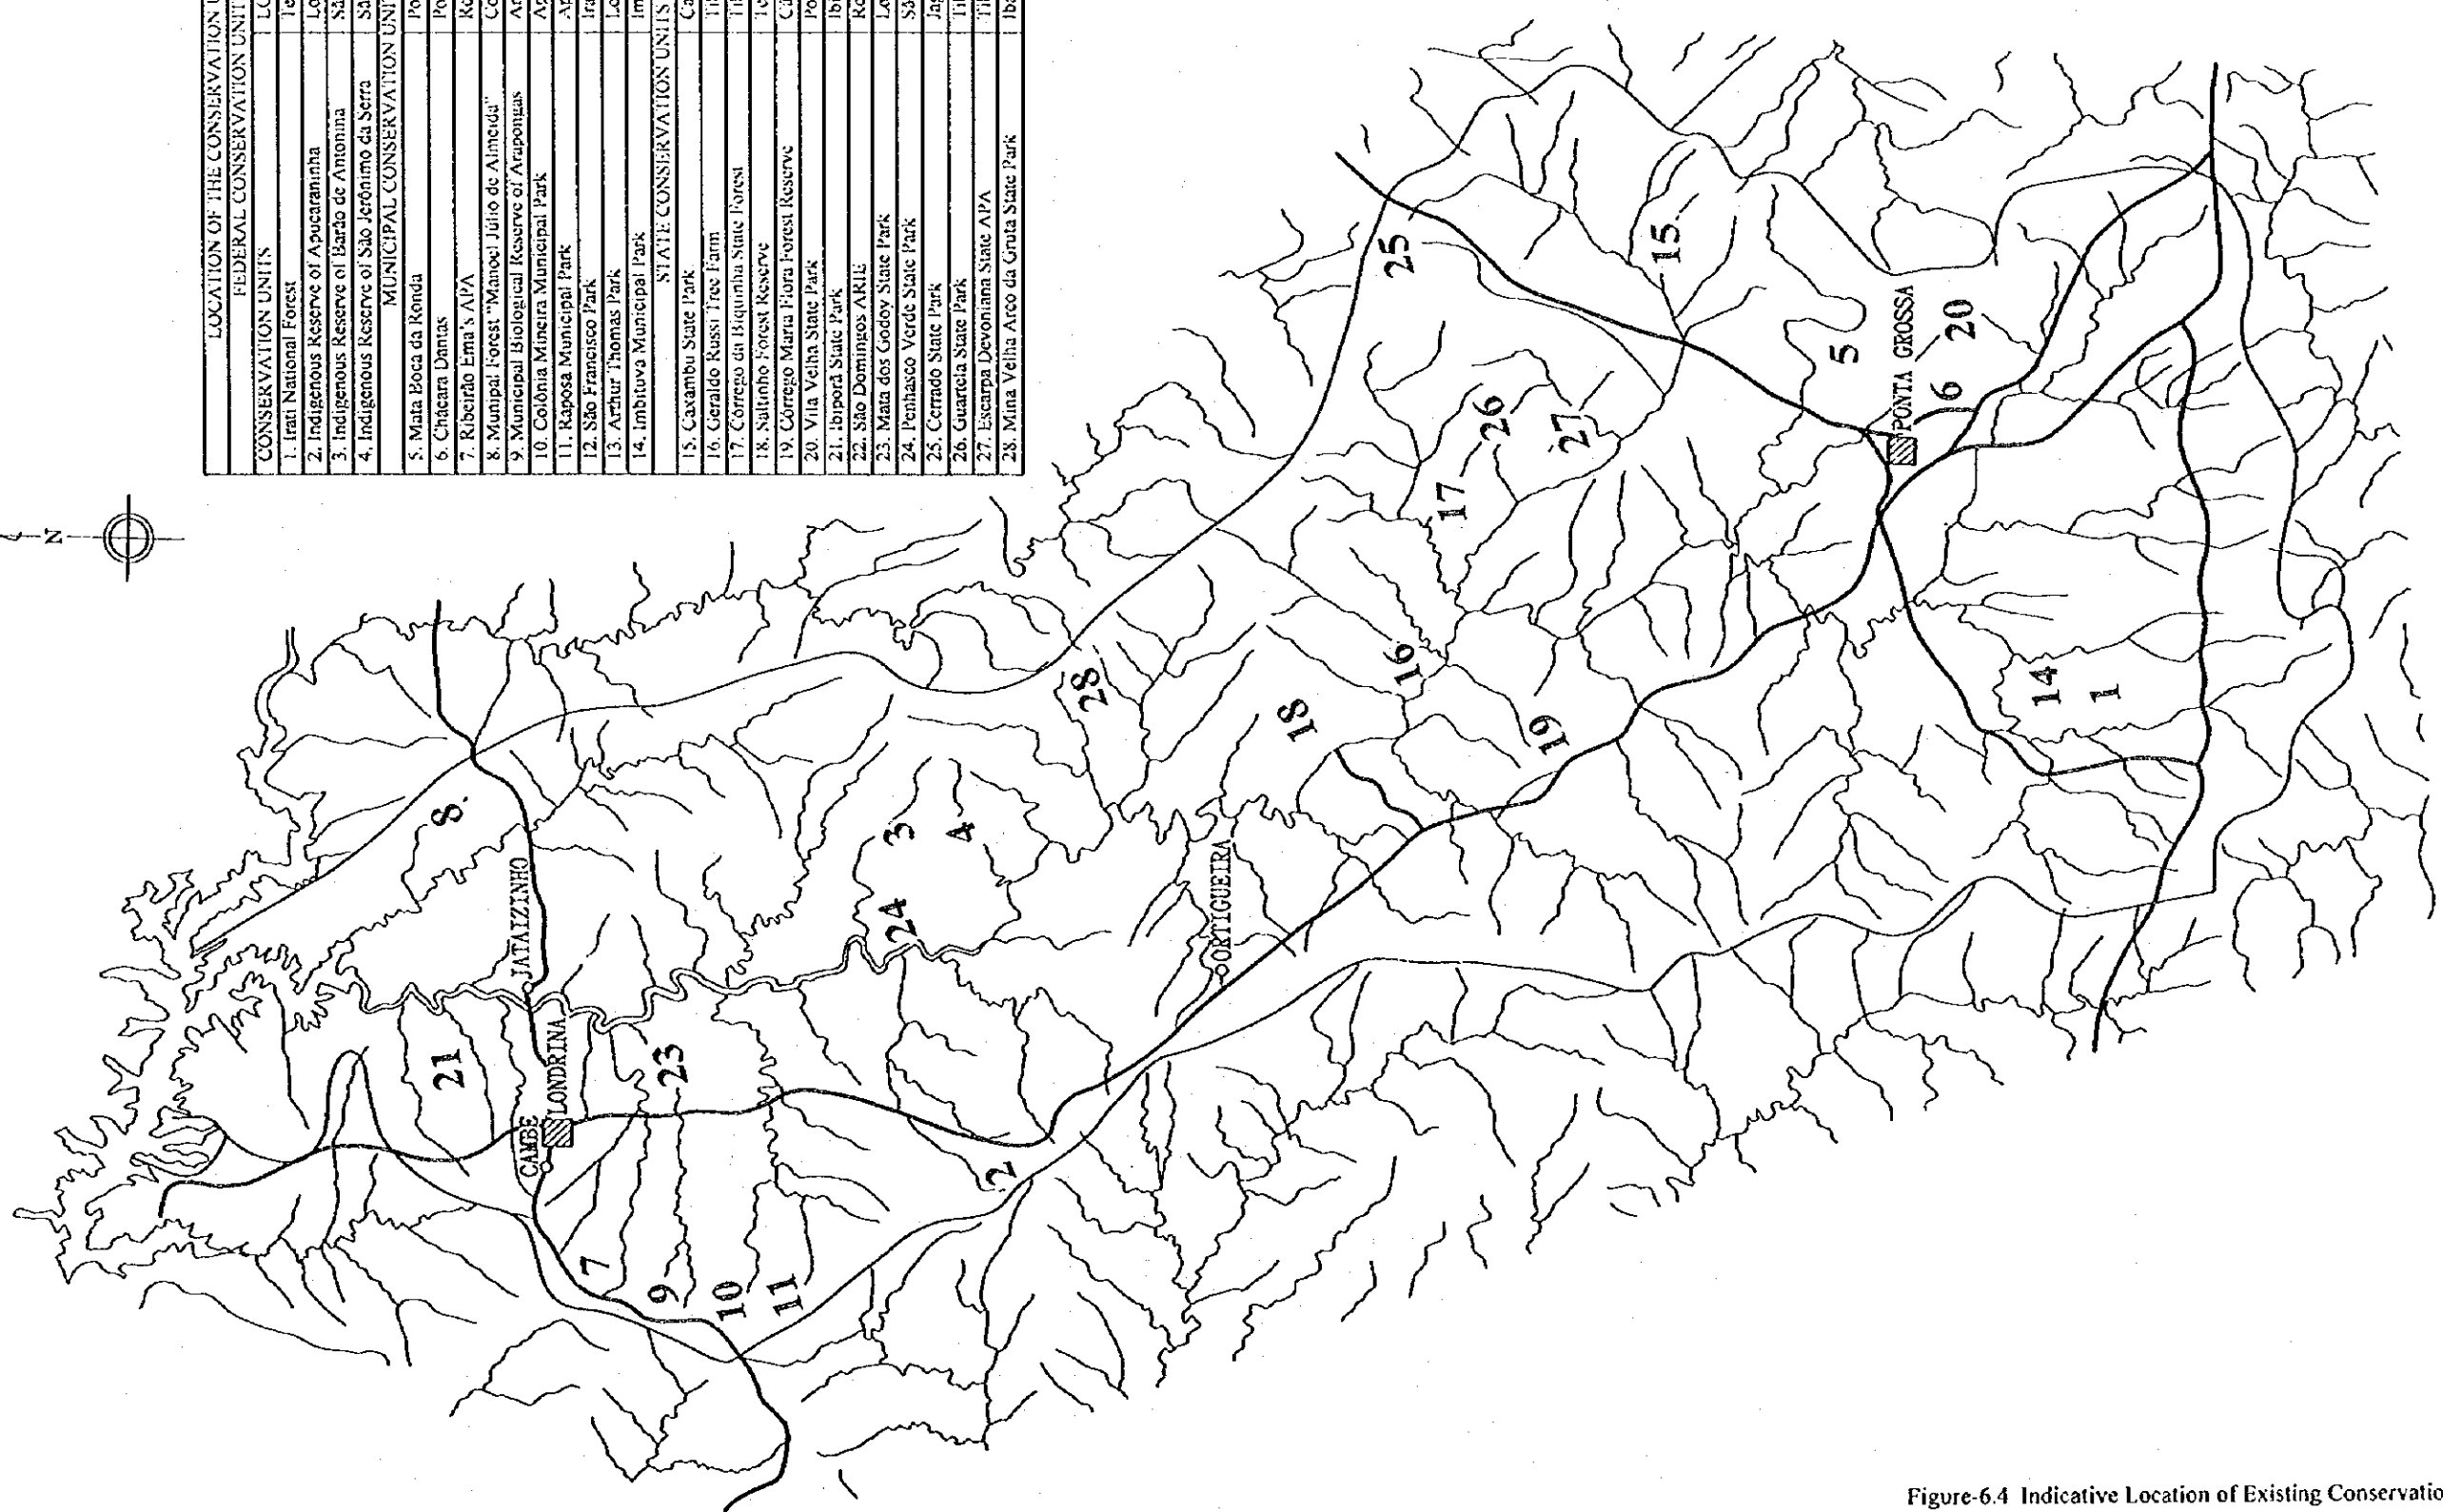 LOCATION OF THE CONSERVATION
FEDERAL CONSERVATION UNIT
CONSERVATION UNITS
1. Irati National Forest
2. Indigenous Reserve of Apucaraninha
3. Indigenous Reserve of Barão de Antonina
4. Indigenous Reserve of São Jerônimo da Serra
MUNICIPAL CONSERVATION UNI
5. Mata Boca da Ronda
6. Chácara Dantas
7. Ribeirão Ema's APA
8. Munipal Forest "Manoel Júlio de Almeida"
9. Municipal Biological Reserve of Arapongas
10. Colônia Mineira Municipal Park
11. Raposa Municipal Park
12. São Francisco Park
13. Arthur Thomas Park
14. Imbituva Municipal Park
STATE CONSERVATION UNITS
15. Caxambu State Park
16. Geraldo Russi Tree Farm
17. Córrego da Biquinha State Forest
18. Saltinho Forest Reserve
19. Córrego Maria Flora Forest Reserve
20. Vila Velha State Park
21. Ibiporã State Park
22. São Domingos ARIE
23. Mata dos Godoy State Park
24. Penhasco Verde State Park
25. Cerrado State Park
26. Guartela State Park
27. Escarpa Devoniana State APA
28. Mina Velha Arco da Gruta State Park
N
8
JATAIZINHO
21
CAMBE
LONDRINA
23
7
9
10
11
3
4
24
2
28
ORTIGUEIRA
18
16
19
25
17
26
27
15
5
PONTA GROSSA
6
20
14
1
Figure-6.4 Indicative Location of Existing Conservatio